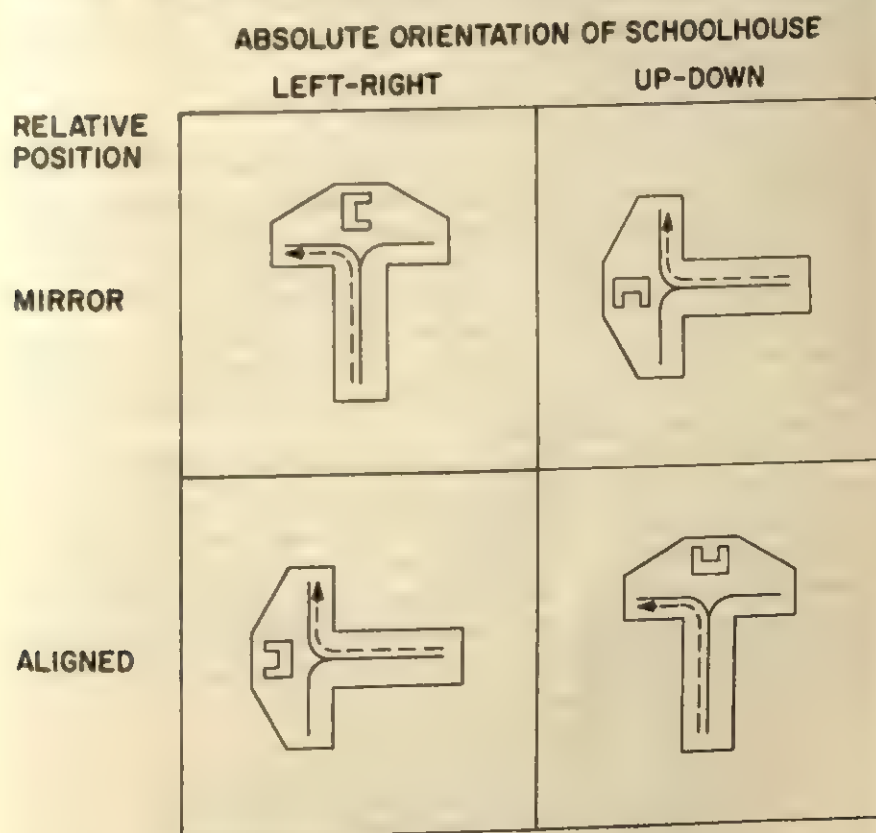 ABSOLUTE ORIENTATION OF SCHOOLHOUSE
LEFT-RIGHT UP-DOWN
RELATIVE
POSITION
MIRROR
ALIGNED